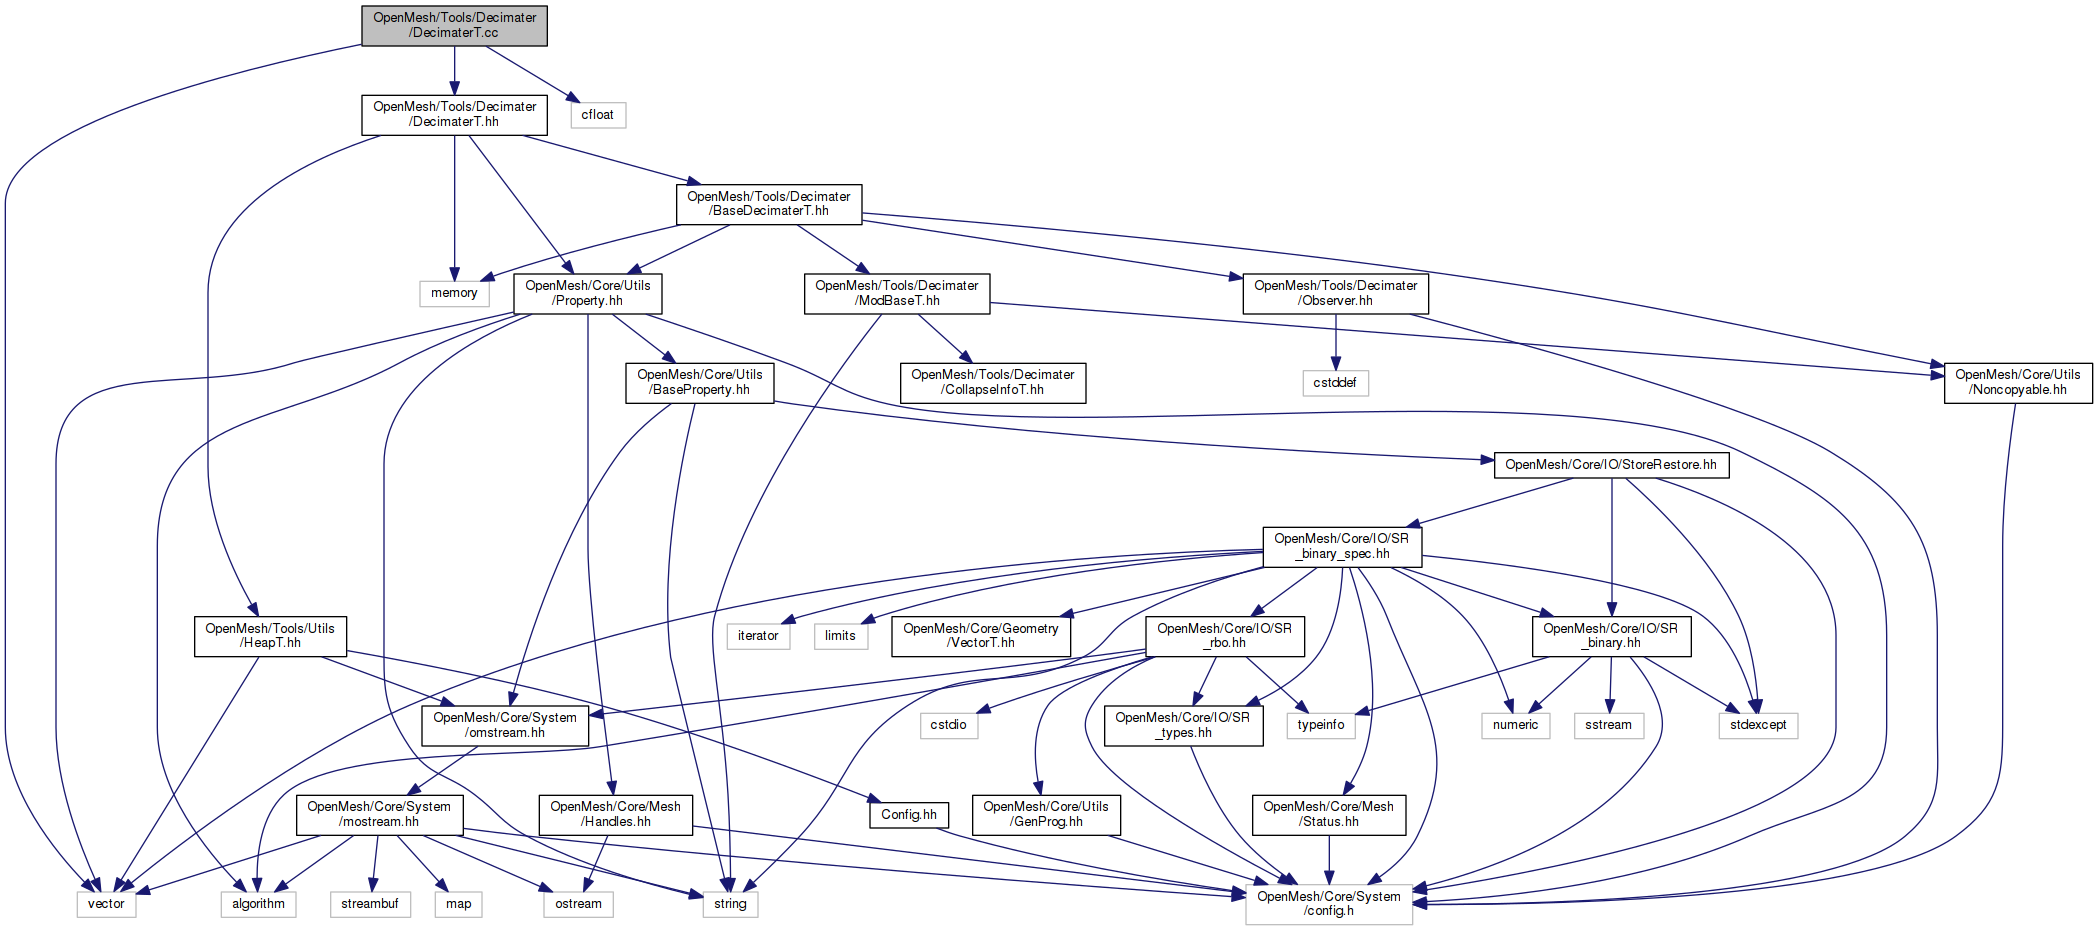 OpenMesh/Tools/Decimater
/DecimaterT.cc
OpenMesh/Tools/Decimater
/DecimaterT.hh
cfloat
OpenMesh/Tools/Decimater
/BaseDecimaterT.hh
memory
OpenMesh/Core/Utils
/Property.hh
OpenMesh/Tools/Decimater
/ModBaseT.hh
OpenMesh/Tools/Decimater
/Observer.hh
OpenMesh/Core/Utils
/BaseProperty.hh
OpenMesh/Tools/Decimater
/CollapseInfoT.hh
cstddef
OpenMesh/Core/Utils
/Noncopyable.hh
OpenMesh/Core/IO/StoreRestore.hh
OpenMesh/Core/IO/SR
_binary_spec.hh
OpenMesh/Tools/Utils
/HeapT.hh
iterator
limits
OpenMesh/Core/Geometry
/VectorT.hh
OpenMesh/Core/IO/SR
_rbo.hh
OpenMesh/Core/IO/SR
_binary.hh
OpenMesh/Core/System
/omstream.hh
cstdio
OpenMesh/Core/IO/SR
_types.hh
typeinfo
numeric
sstream
stdexcept
OpenMesh/Core/System
/mostream.hh
OpenMesh/Core/Mesh
/Handles.hh
Config.hh
OpenMesh/Core/Utils
/GenProg.hh
OpenMesh/Core/Mesh
/Status.hh
vector
algorithm
streambuf
map
ostream
string
OpenMesh/Core/System
/config.h